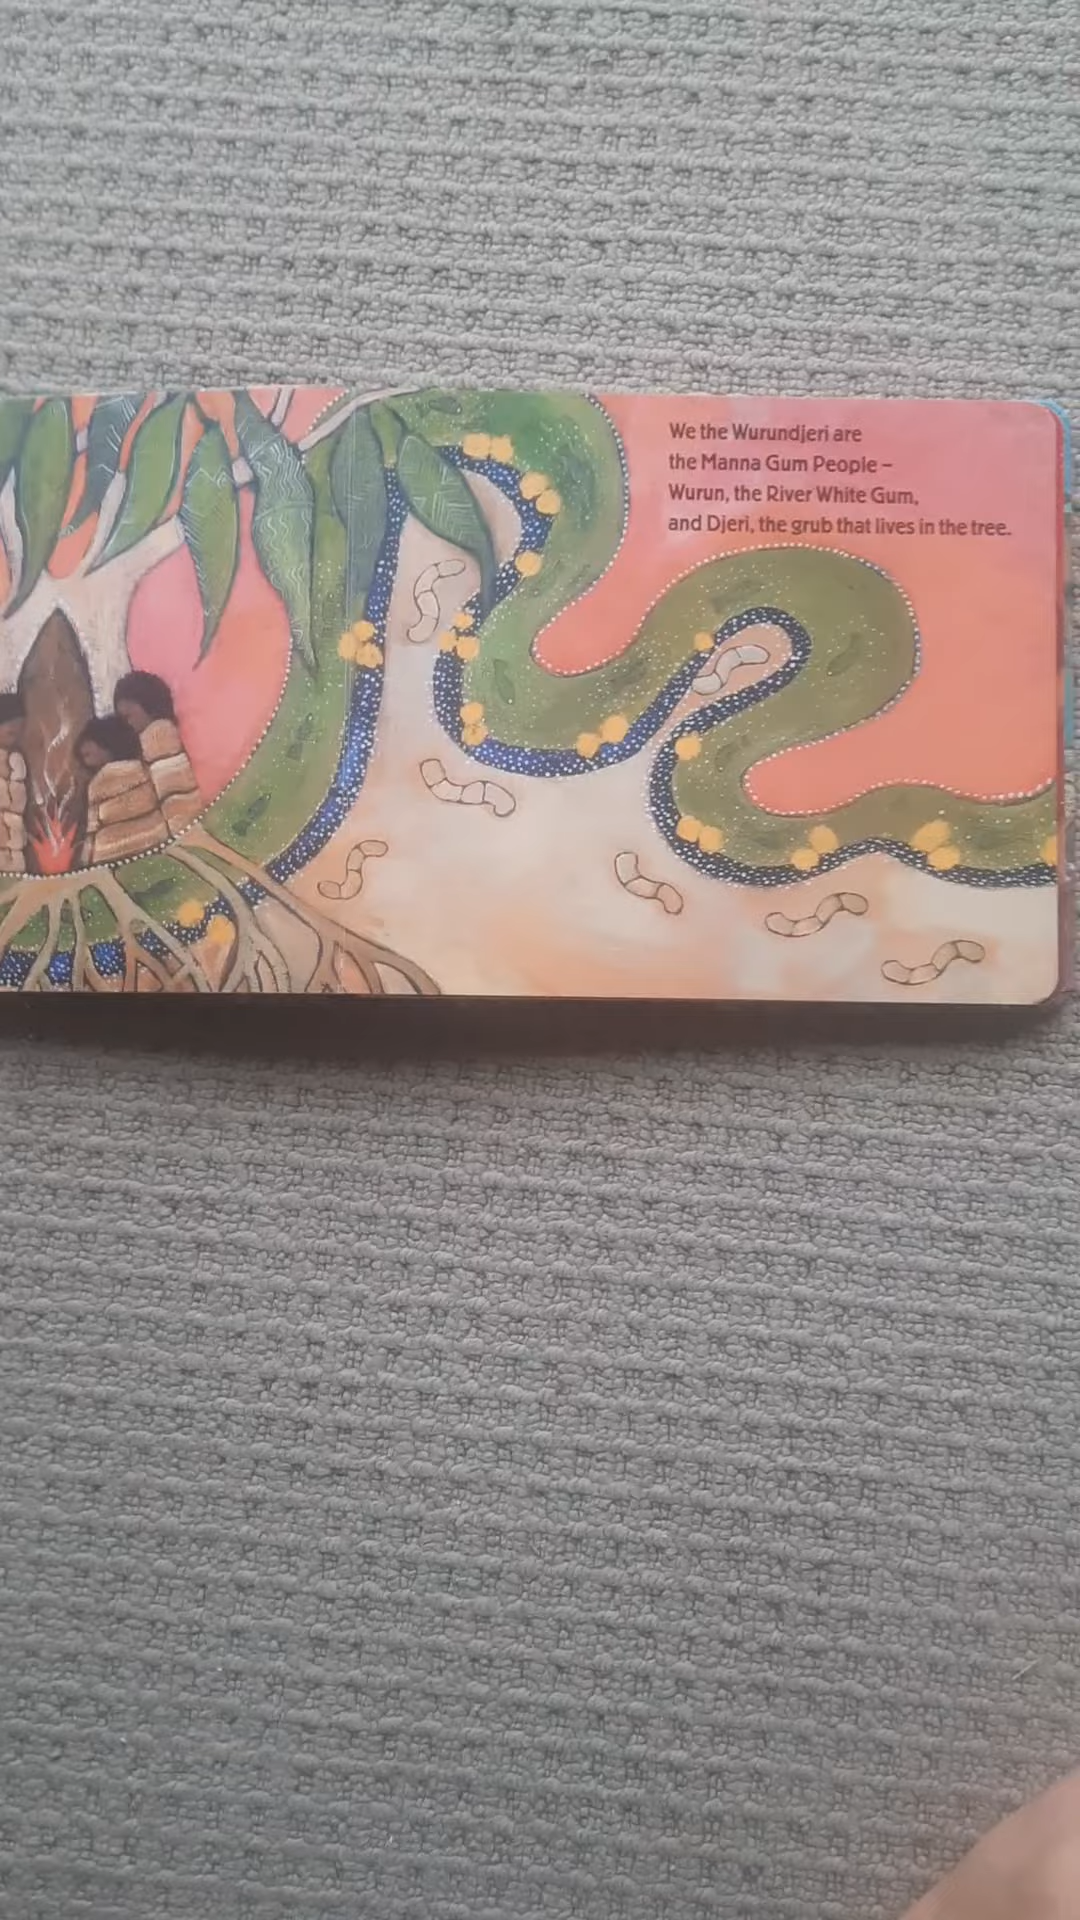 We the Wurundjeri are
the Manna Gum People –
Wurun, the River White Gum,
and Djeri, the grub that lives in the tree.